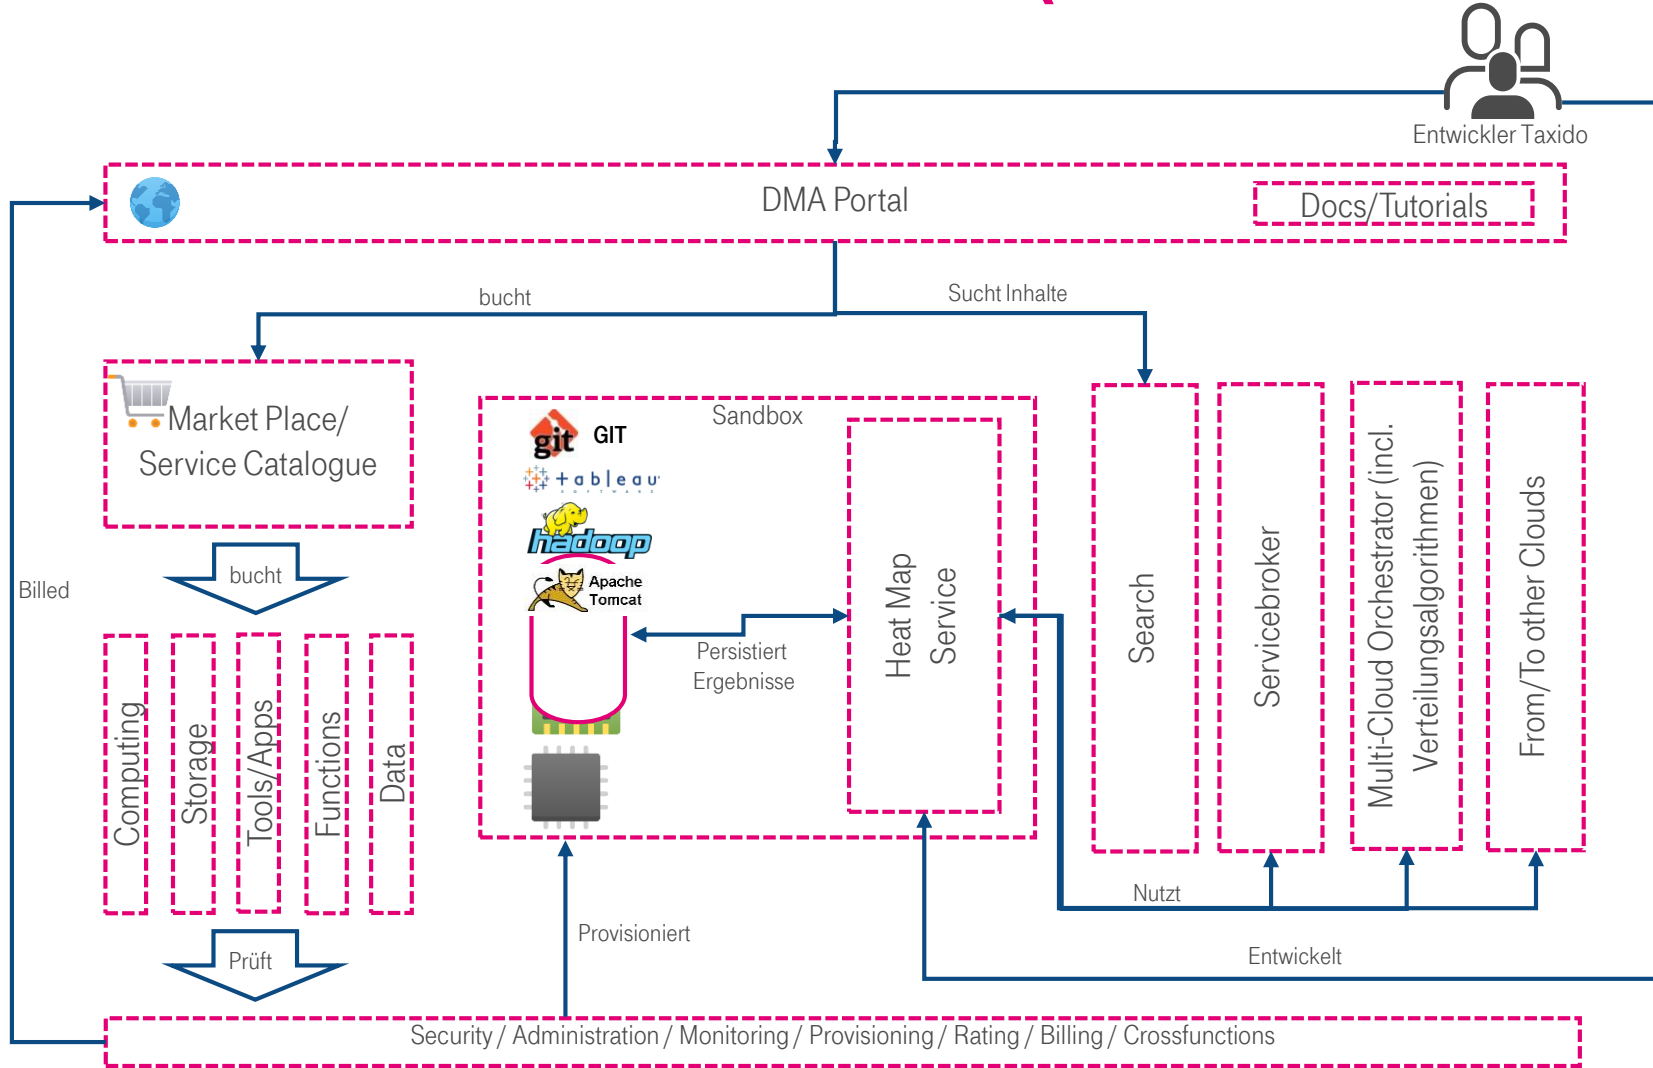 Entwickler Taxido
DMA Portal
Docs/Tutorials
bucht
Sucht Inhalte
Market Place/
Service Catalogue
Sandbox
git GIT
+ a b | e a u
SOFTWARE
hadoop
Apache
Tomcat
Heat Map
Service
Persistiert
Ergebnisse
Search
Servicebroker
Multi-Cloud Orchestrator (incl.
Verteilungsalgorithmen)
From/To other Clouds
Billed
bucht
Computing
Storage
Tools/Apps
Functions
Data
Nutzt
Provisioniert
Entwickelt
Prüft
Security / Administration / Monitoring / Provisioning / Rating / Billing / Crossfunctions